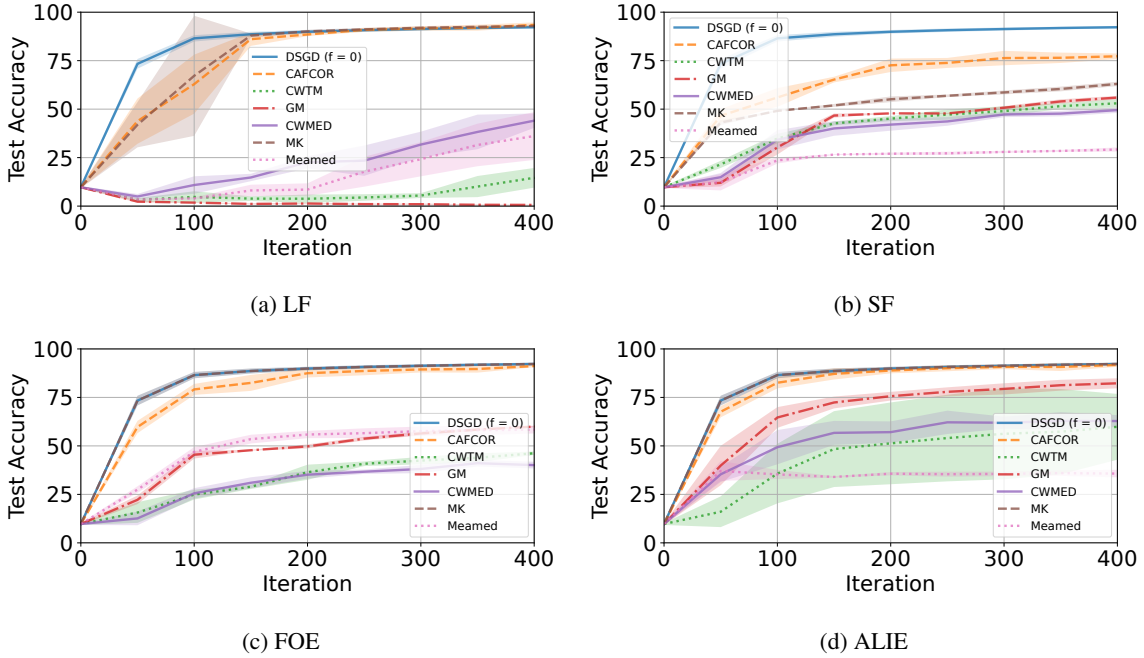 100
75
50
25
0
Test Accuracy
DSGD (f = 0)
CAFCOR
CWTM
GM
CWMED
MK
Meamed
0 100 200 300 400
Iteration
(a) LF
100
75
50
25
0
Test Accuracy
DSGD (f = 0)
CAFCOR
CWTM
GM
CWMED
MK
Meamed
0 100 200 300 400
Iteration
(b) SF
100
75
50
25
0
Test Accuracy
DSGD (f = 0)
CAFCOR
CWTM
GM
CWMED
MK
Meamed
0 100 200 300 400
Iteration
(c) FOE
100
75
50
25
0
Test Accuracy
DSGD (f = 0)
CAFCOR
CWTM
GM
CWMED
MK
Meamed
0 100 200 300 400
Iteration
(d) ALIE